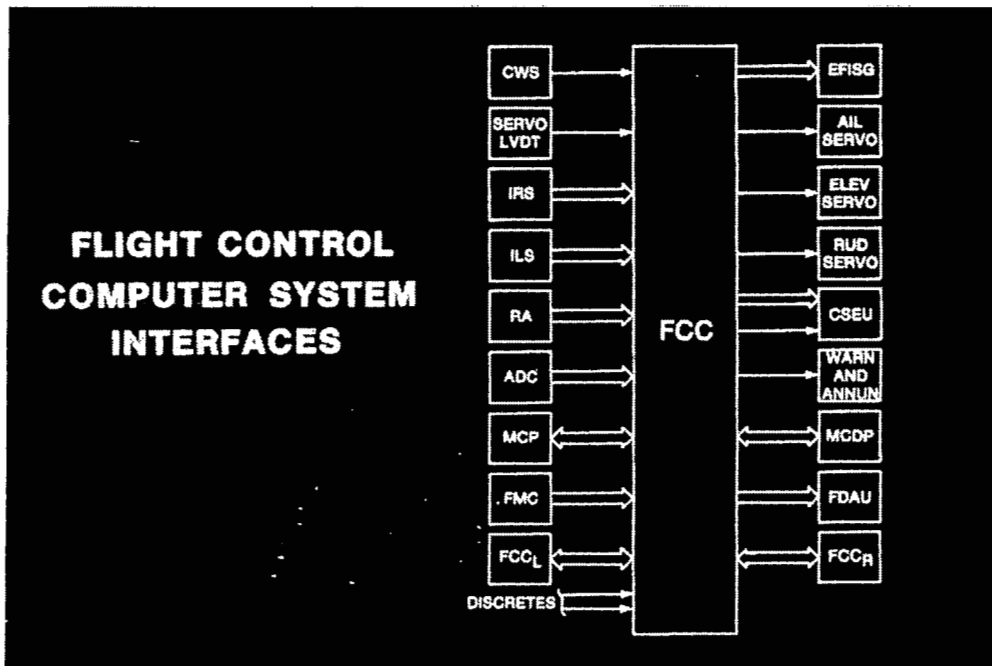 FLIGHT CONTROL
COMPUTER SYSTEM
INTERFACES
CWS
SERVO
LVDT
IRS
ILS
RA
ADC
MCP
FMC
FCCL
DISCRETES
FCC
EFISG
AIL
SERVO
ELEV
SERVO
RUD
SERVO
CSEU
WARN
AND
ANNUN
MCDP
FDAU
FCCR